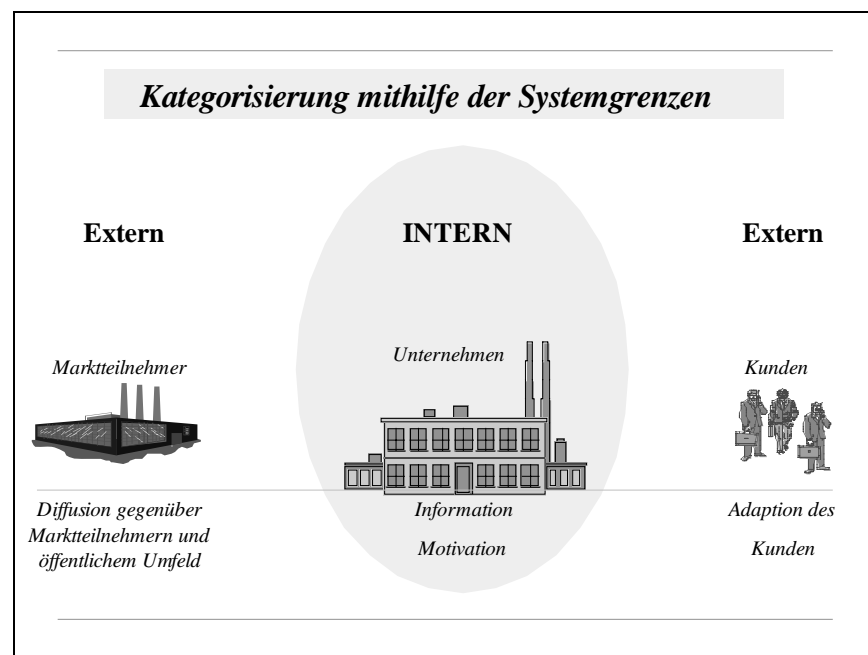 Kategorisierung mithilfe der Systemgrenzen
Extern
INTERN
Extern
Marktteilnehmer
Unternehmen
Kunden
Diffusion gegenüber
Marktteilnehmern und
öffentlichem Umfeld
Information
Motivation
Adaption des
Kunden